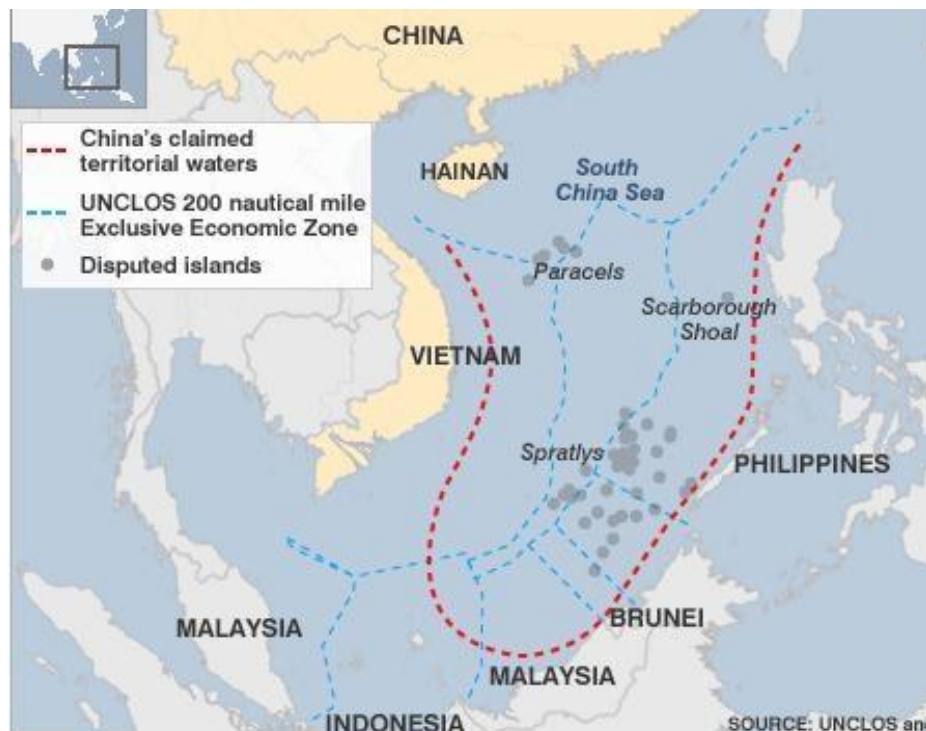 CHINA
China's claimed
territorial waters
UNCLOS 200 nautical mile
Exclusive Economic Zone
Disputed islands
HAINAN
South
China Sea
Paracels
Scarborough
Shoal
VIETNAM
Spratlys
PHILIPPINES
MALAYSIA
BRUNEI
MALAYSIA
INDONESIA
SOURCE: UNCLOS and